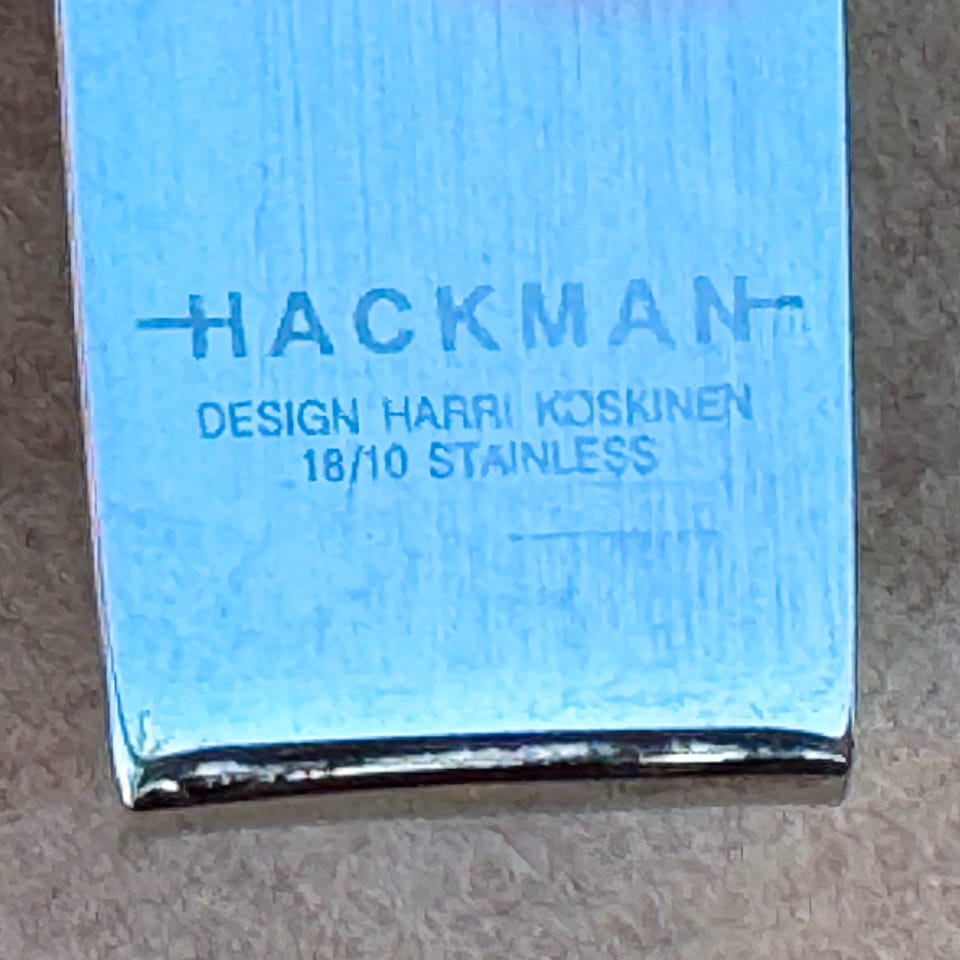 HACKMAN
DESIGN HARRI KOSKINEN
18/10 STAINLESS